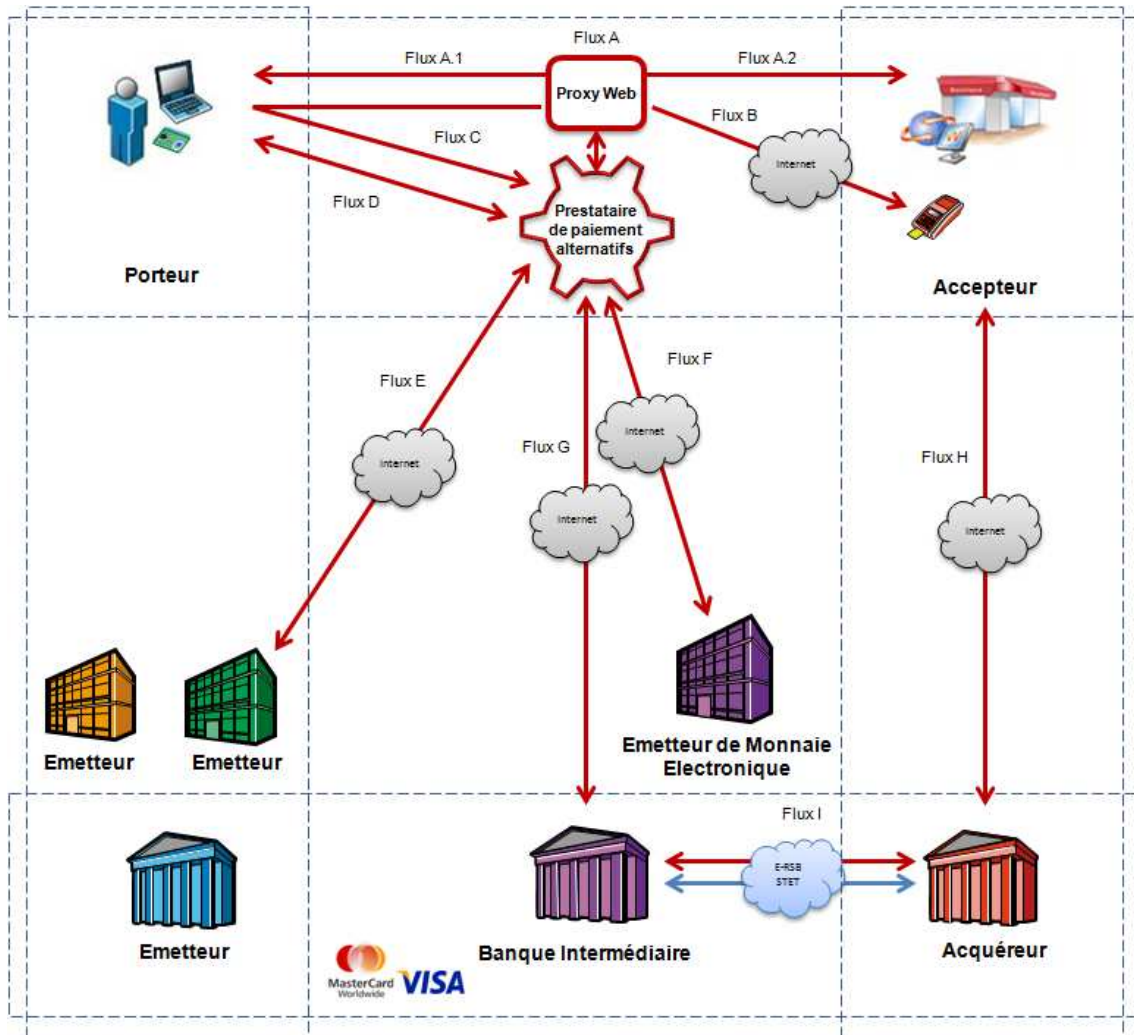 Flux A
Flux A.1
Flux A.2
Proxy Web
Flux B
Internet
Flux C
Flux D
Prestataire
de paiement
alternatifs
Porteur
Accepteur
Flux E
Flux F
Internet
Internet
Flux G
Flux H
Internet
Internet
Emetteur
Emetteur
Emetteur de Monnaie
Electronique
Flux I
E-RSB
STET
Emetteur
Banque Intermédiaire
Acquéreur
MasterCard
Worldwide
VISA